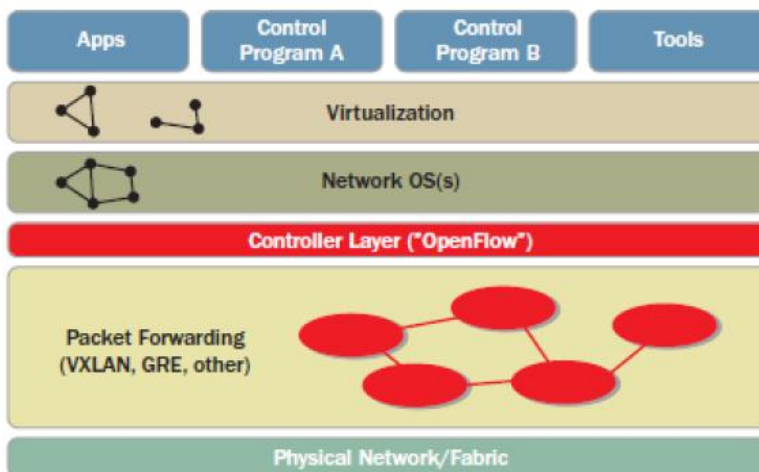 Apps
Control
Program A
Control
Program B
Tools
Virtualization
Network OS(s)
Controller Layer ("OpenFlow")
Packet Forwarding
(VXLAN, GRE, other)
Physical Network/Fabric